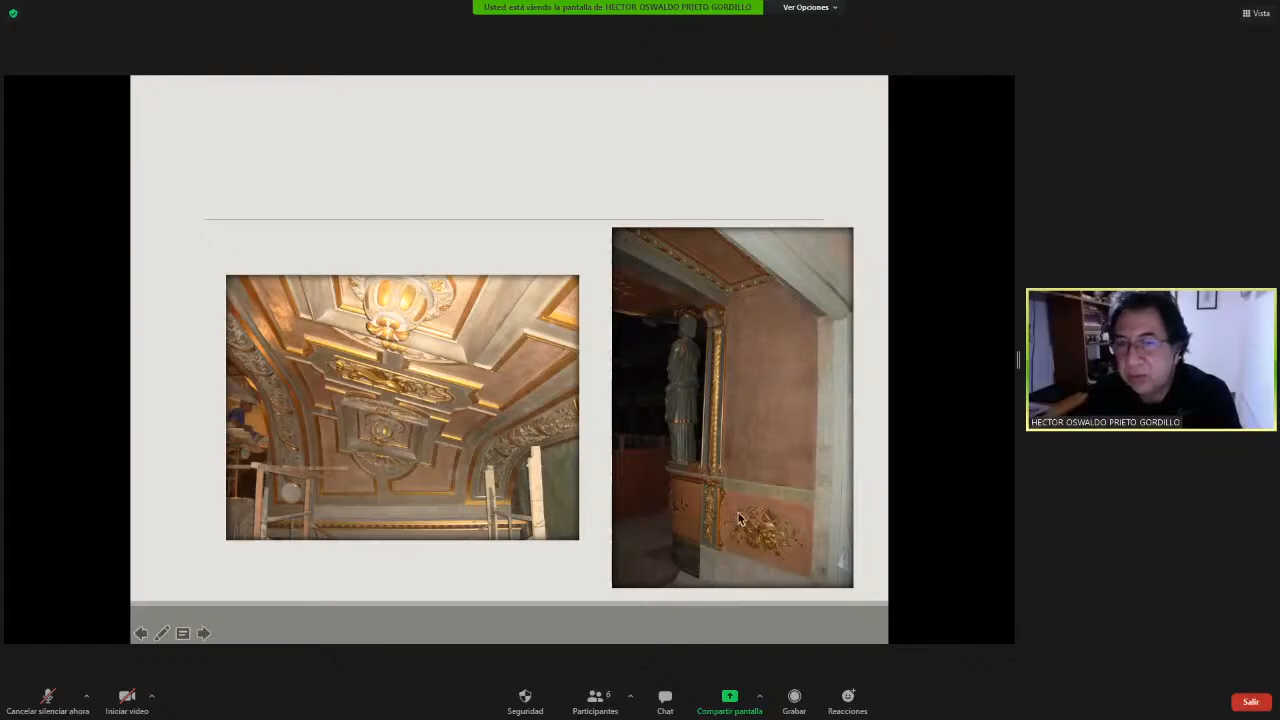 Usted está viendo la pantalla de HECTOR OSWALDO PRIETO GORDILLO
Ver Opciones
Vista
HECTOR OSWALDO PRIETO GORDILLO
Cancelar silenciar ahora
Iniciar video
Seguridad
6
Participantes
Chat
Compartir pantalla
Grabar
Reacciones
Salir